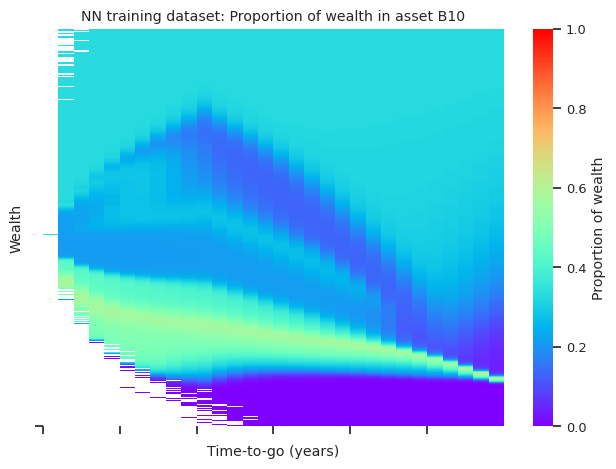 NN training dataset: Proportion of wealth in asset B10
Wealth
Time-to-go (years)
1.0
0.8
0.6
0.4
0.2
0.0
Proportion of wealth